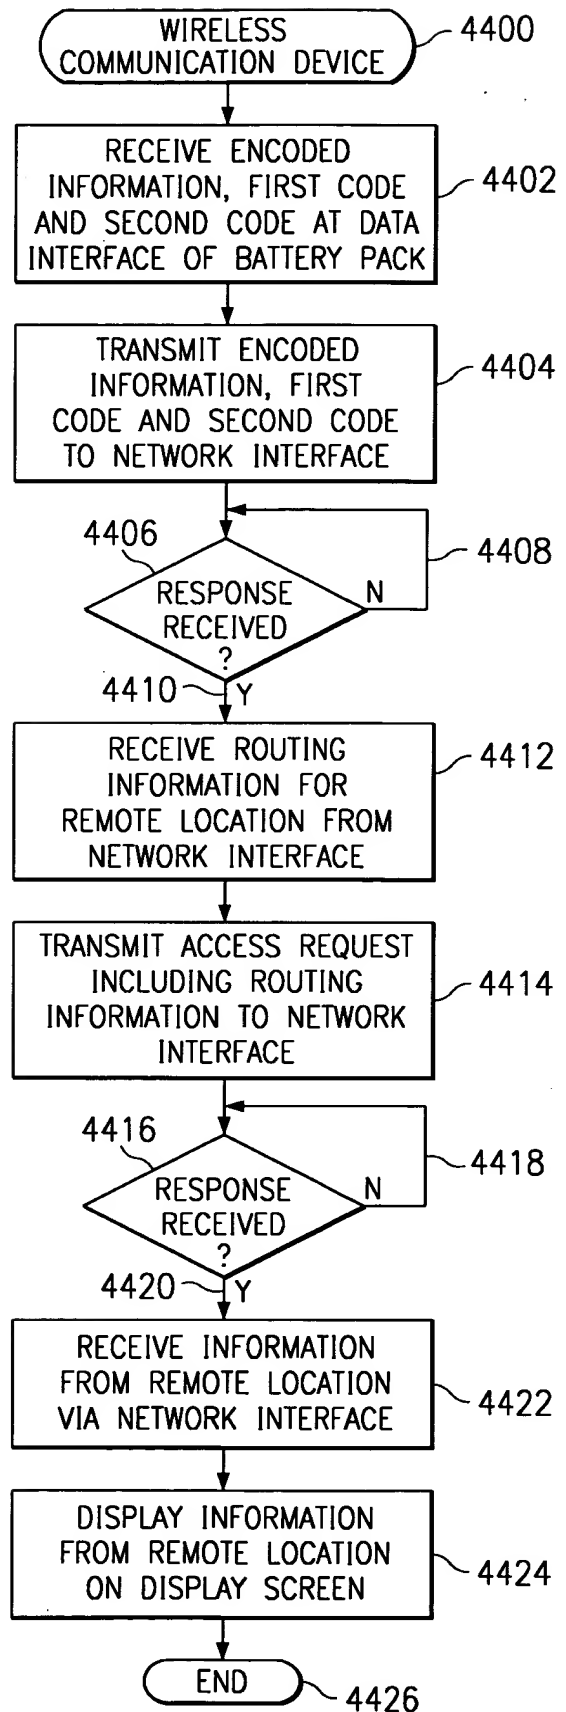 WIRELESS
COMMUNICATION DEVICE
4400
RECEIVE ENCODED
INFORMATION, FIRST CODE
AND SECOND CODE AT DATA
INTERFACE OF BATTERY PACK
4402
TRANSMIT ENCODED
INFORMATION, FIRST
CODE AND SECOND CODE
TO NETWORK INTERFACE
4404
4406
RESPONSE
RECEIVED
?
N
4408
4410
Y
RECEIVE ROUTING
INFORMATION FOR
REMOTE LOCATION FROM
NETWORK INTERFACE
4412
TRANSMIT ACCESS REQUEST
INCLUDING ROUTING
INFORMATION TO NETWORK
INTERFACE
4414
4416
RESPONSE
RECEIVED
?
N
4418
4420
Y
RECEIVE INFORMATION
FROM REMOTE LOCATION
VIA NETWORK INTERFACE
4422
DISPLAY INFORMATION
FROM REMOTE LOCATION
ON DISPLAY SCREEN
4424
END
4426